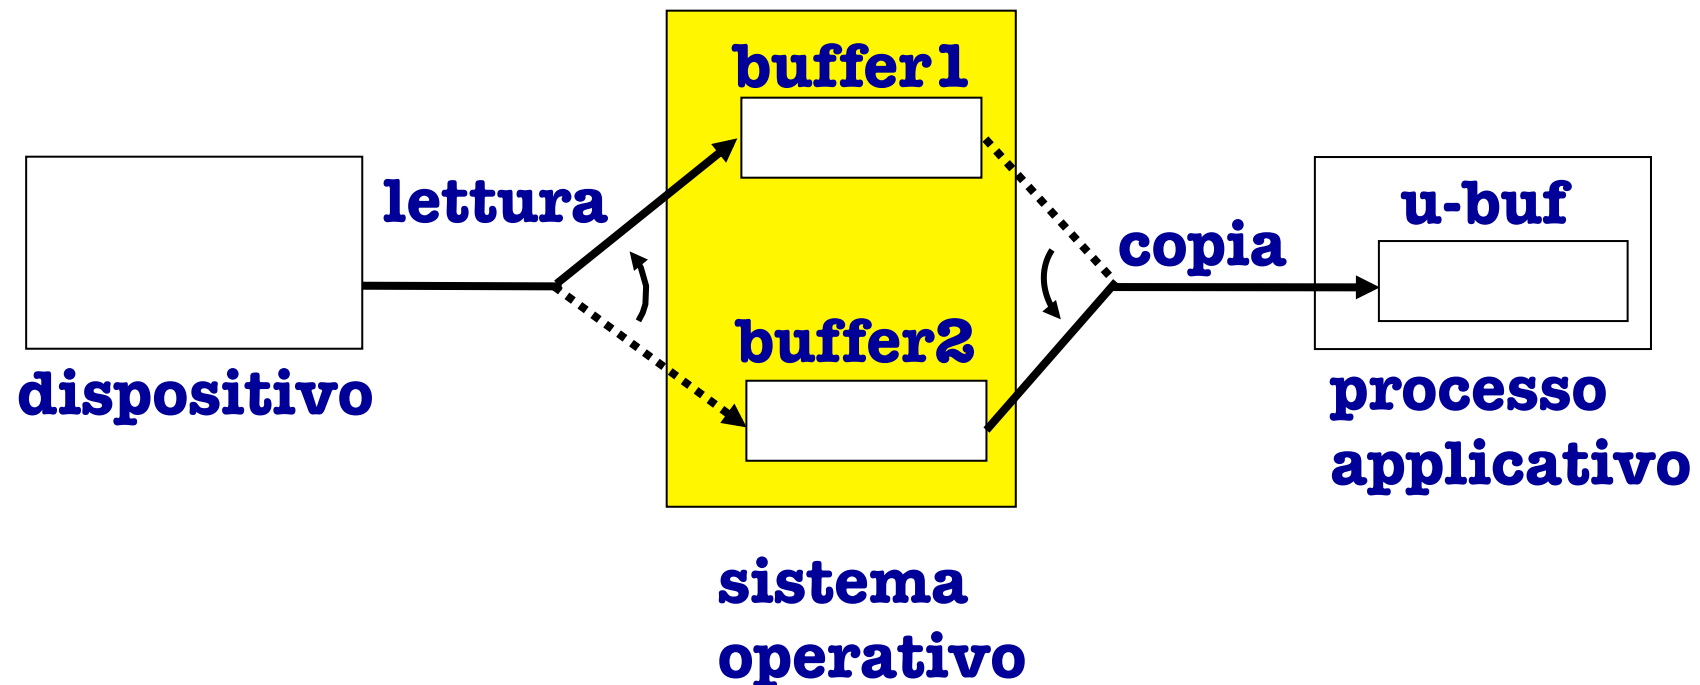 buffer1
lettura
u-buf
copia
buffer2
dispositivo
processo
applicativo
sistema
operativo